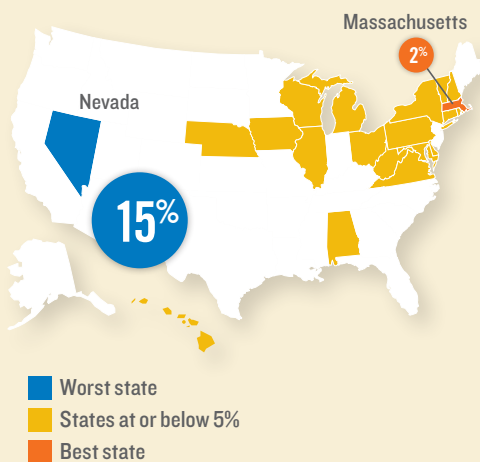 Massachusetts
2%
Nevada
15%
Worst state
States at or below 5%
Best state